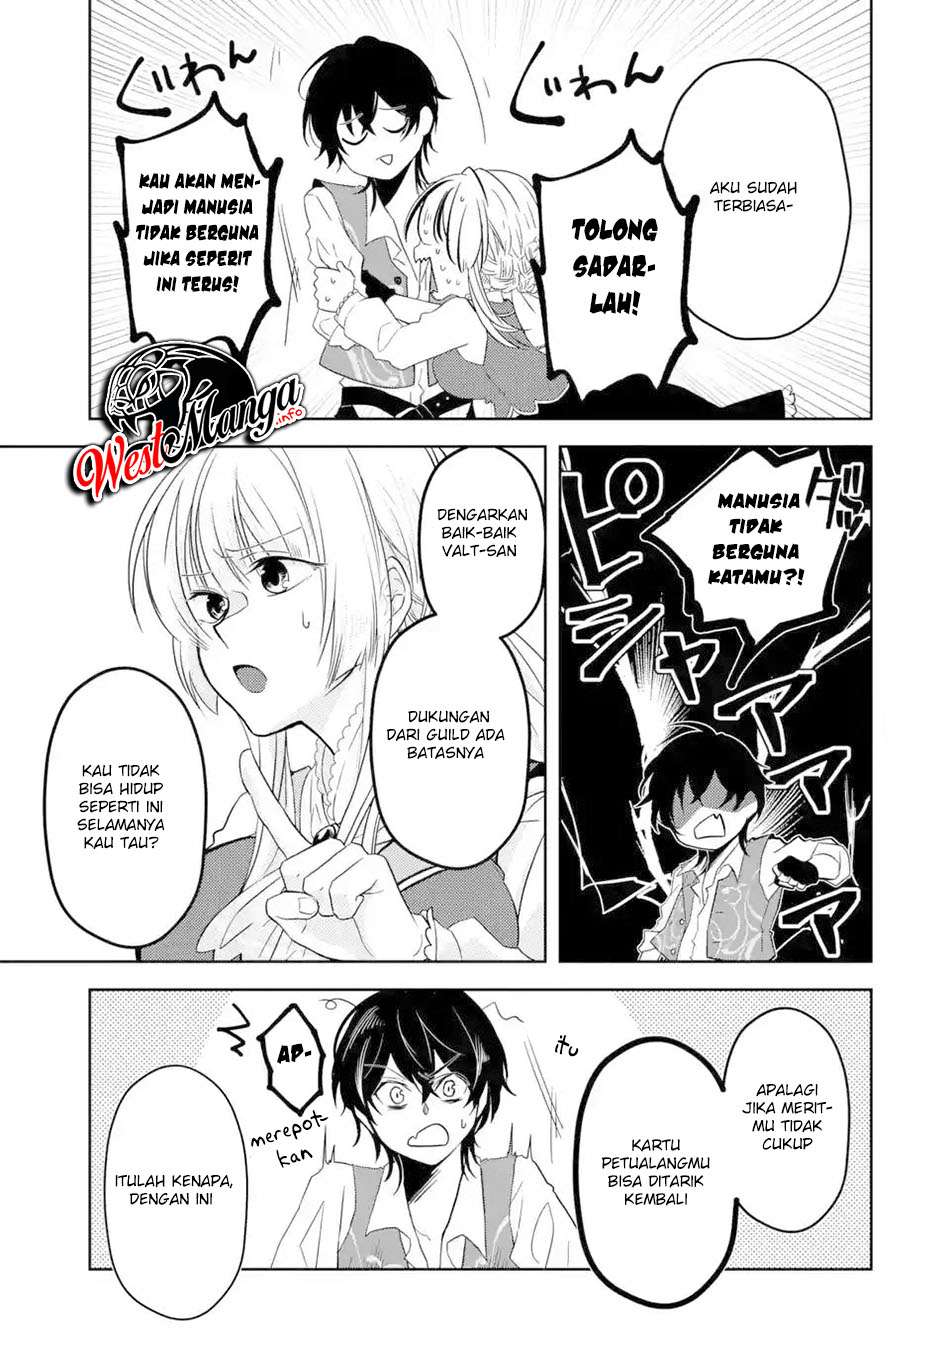 AKU SUDAH
TERBIASA-
ぐわん
TOLONG
SADAR-
LAH!
ぐわん
KAU AKAN MEN-
JADI MANUSIA
TIDAK BERGUNA
JIKA SEPERIT
INI TERUS!
WestManga
.info
MANUSIA
TIDAK
BERGUNA
KATAMU?!
ピシャアアアア
DENGARKAN
BAIK-BAIK
VALT-SAN
DUKUNGAN
DARI GUILD ADA
BATASNYA
KAU TIDAK
BISA HIDUP
SEPERTI INI
SELAMANYA
KAU TAU?
APALAGI
JIKA MERIT-
MU TIDAK
CUKUP
KARTU
PETUALANGMU
BISA DITARIK
KEMBALI
itu
AP-
merepot-
kan
ITULAH KENAPA,
DENGAN INI